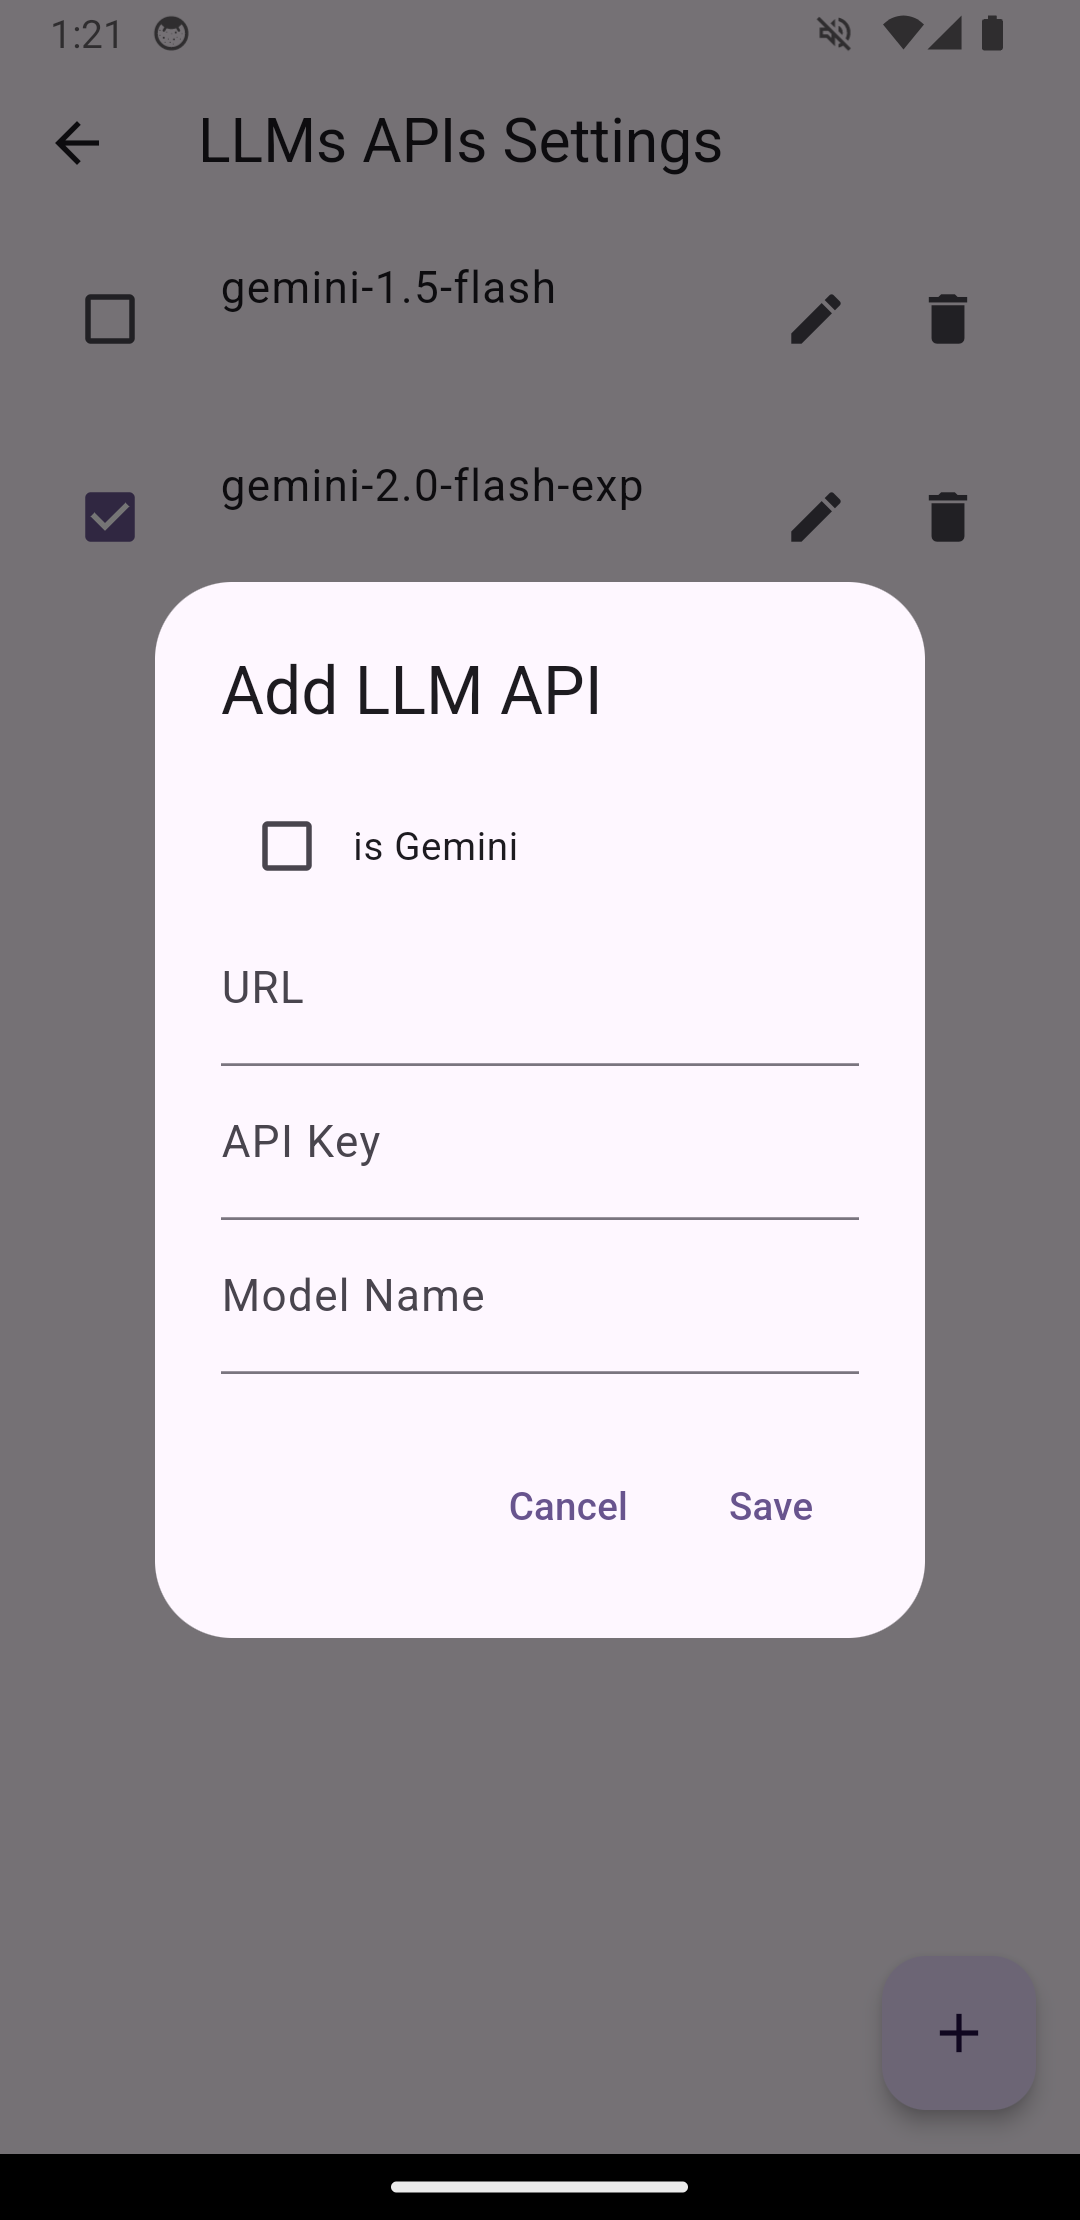 1:21
LLMs APIs Settings
gemini-1.5-flash
gemini-2.0-flash-exp
Add LLM API
is Gemini
URL
API Key
Model Name
Cancel Save